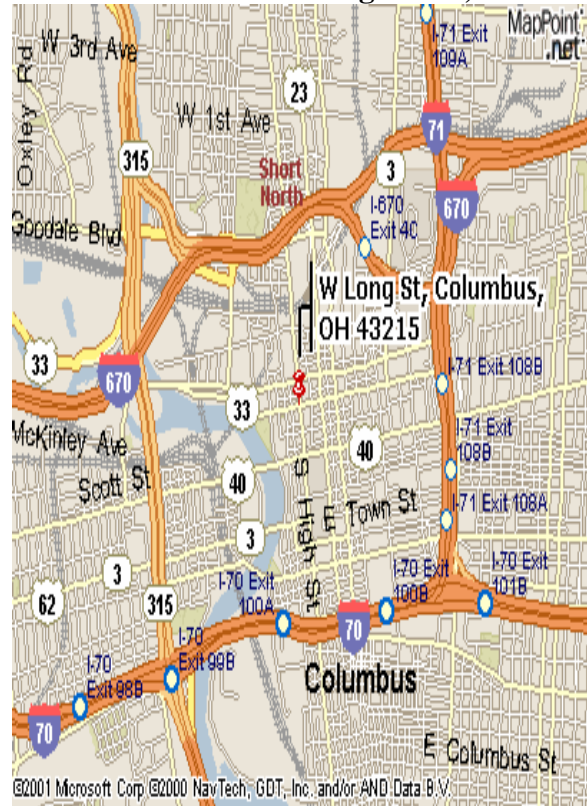 MapPoint
.net
I-71 Exit
109A
W 3rd Ave
Oxley Rd
W 1st Ave
23
71
315
3
Short
North
670
I-670
Exit 4C
Goodale Blvd
W Long St, Columbus,
OH 43215
33
670
I-71 Exit 108B
33
McKinley Ave
I-71 Exit
108B
40
Scott St
40
S High St
E Town St
I-71 Exit 108A
3
3
I-70 Exit
100A
I-70 Exit
100B
I-70 Exit
101B
62
315
70
I-70
Exit 99B
I-70
Exit 98B
Columbus
70
E Columbus St
©2001 Microsoft Corp ©2000 NavTech, GDT, Inc. and/or AND Data B.V.